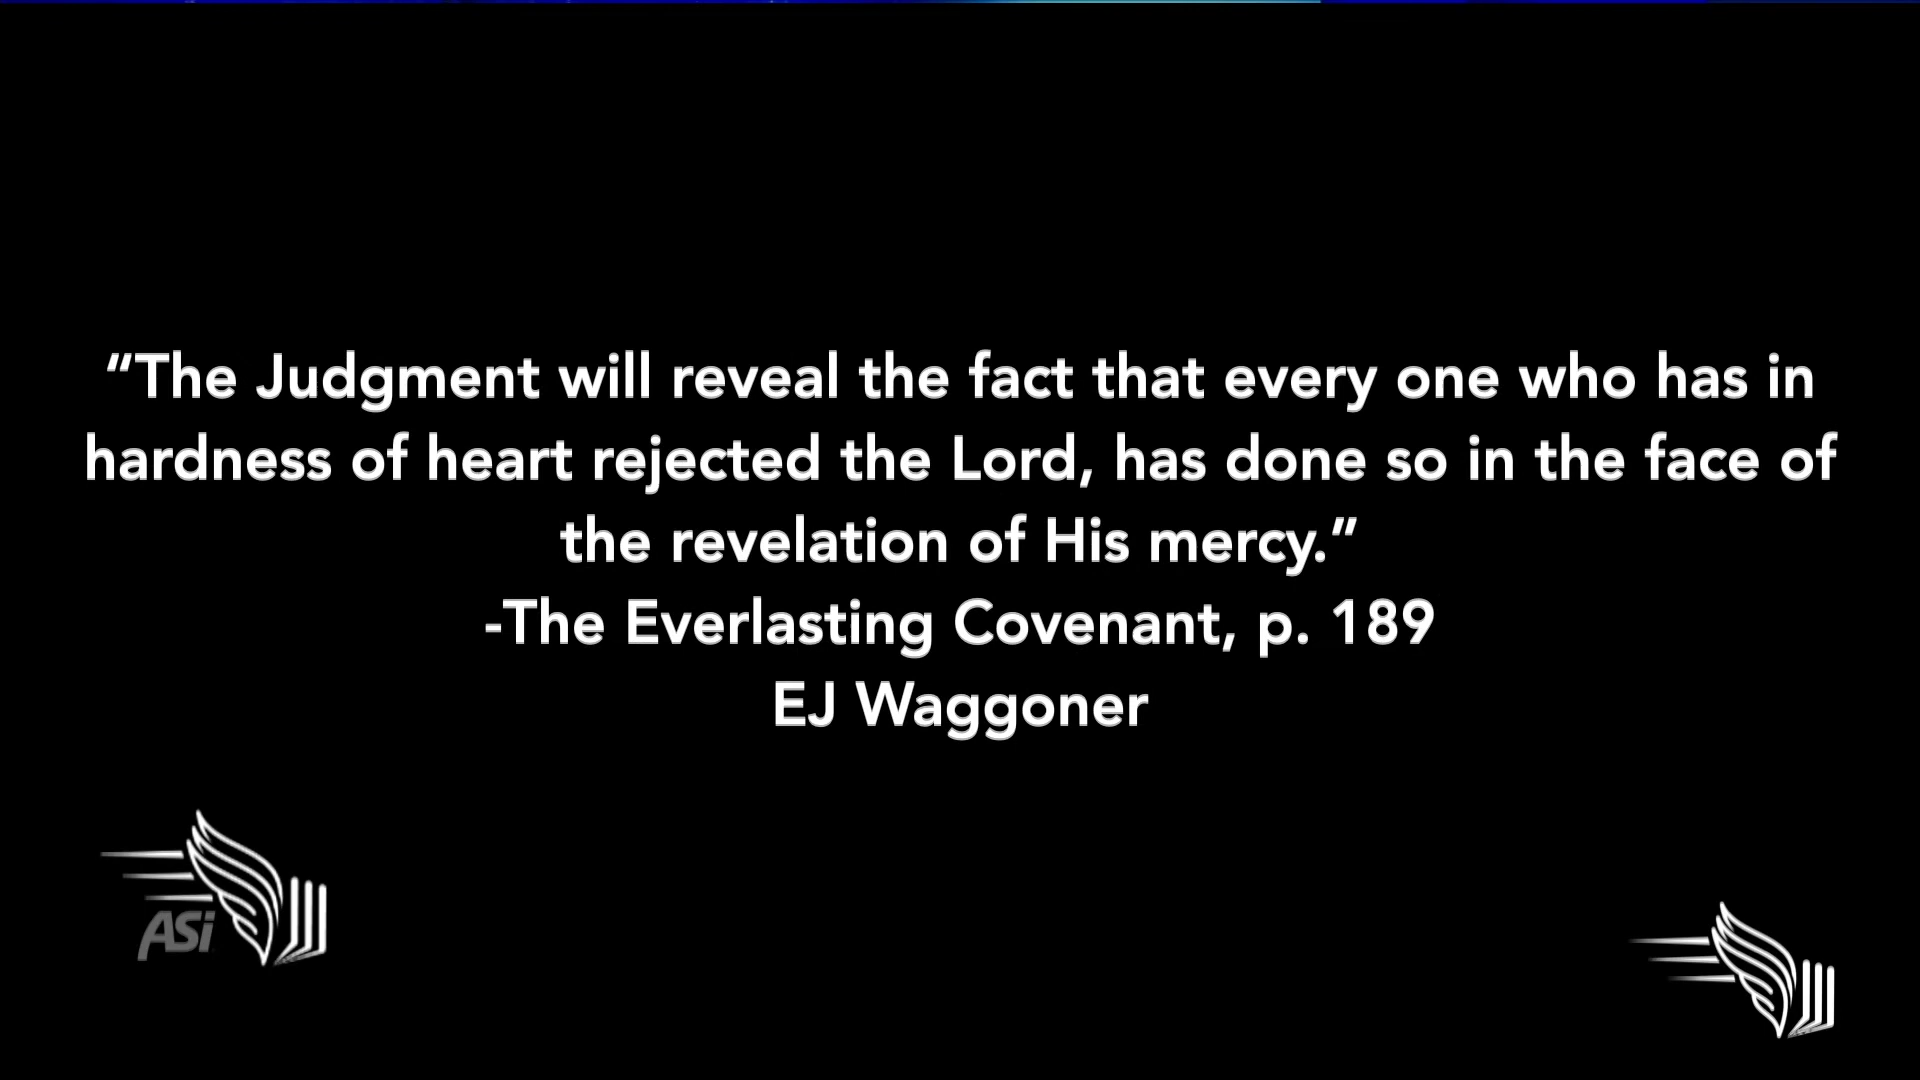 “The Judgment will reveal the fact that every one who has in
hardness of heart rejected the Lord, has done so in the face of
the revelation of His mercy.”
-The Everlasting Covenant, p. 189
EJ Waggoner
ASi